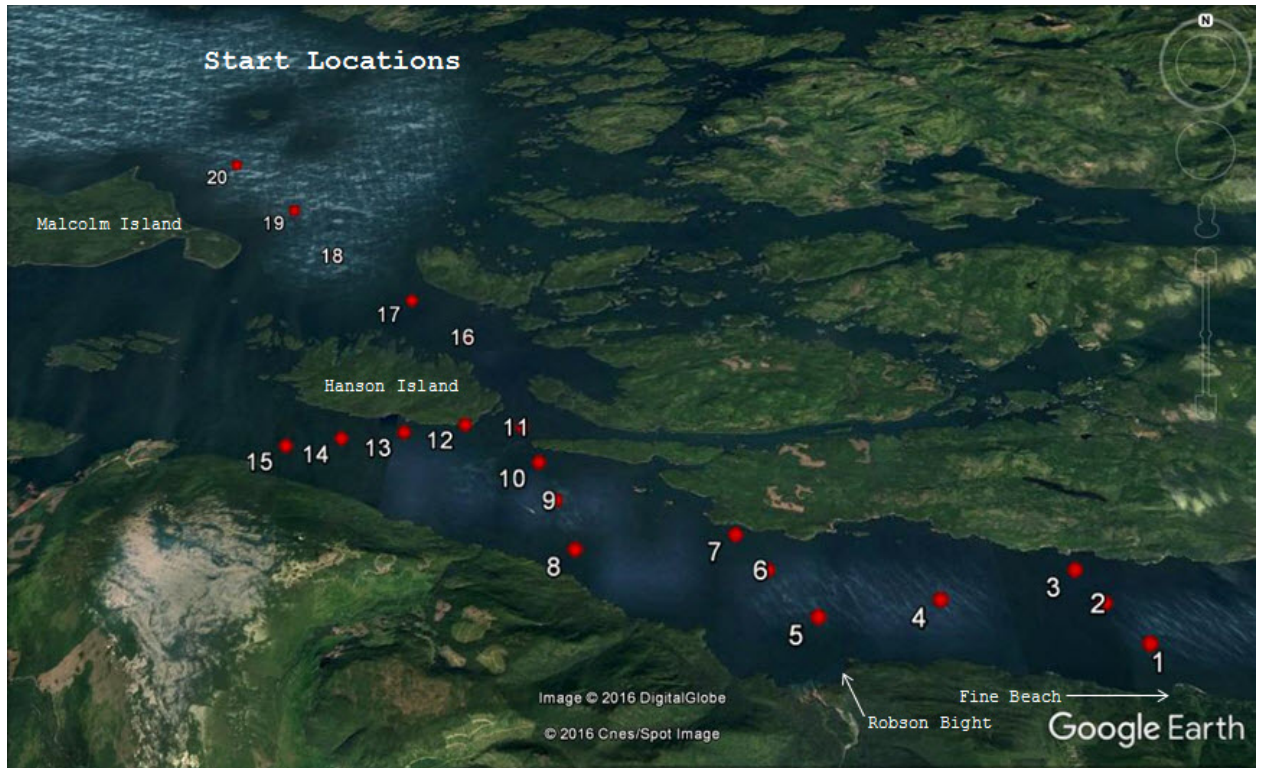 N
Start Locations
20
Malcolm Island
19
18
17
16
Hanson Island
11
12
13
14
15
10
9
8
7
6
5
4
3
2
1
Image © 2016 DigitalGlobe
Fine Beach
Robson Bight
© 2016 Cnes/Spot Image
Google Earth